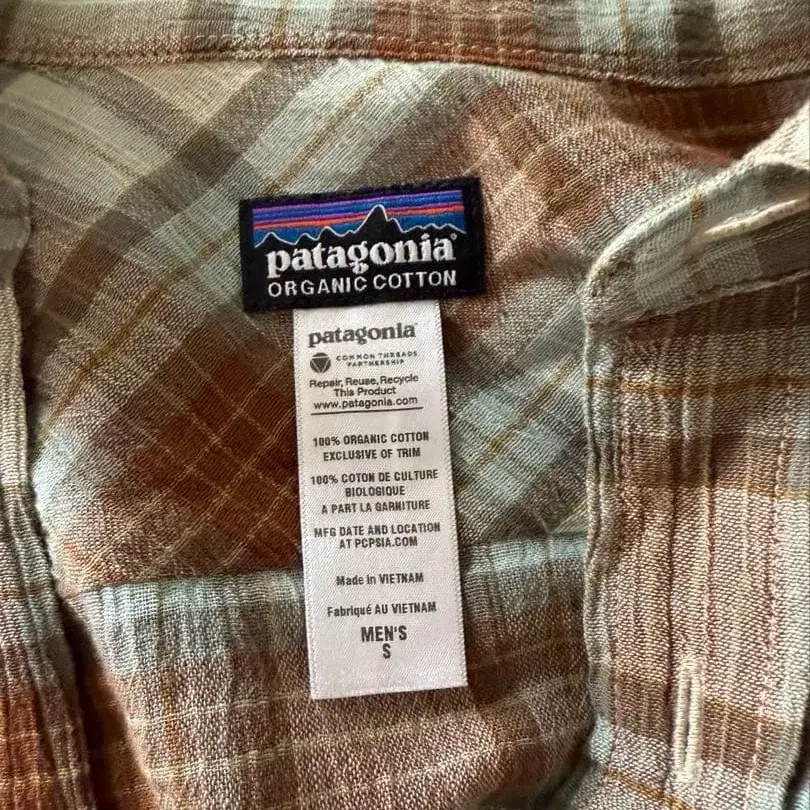 patagonia®
ORGANIC COTTON
patagonia®
COMMON THREADS
PARTNERSHIP
Repair, Reuse, Recycle
This Product
www.patagonia.com
100% ORGANIC COTTON
EXCLUSIVE OF TRIM
100% COTON DE CULTURE
BIOLOGIQUE
A PART LA GARNITURE
MFG DATE AND LOCATION
AT PCPSIA.COM
Made in VIETNAM
Fabriqué AU VIETNAM
MEN'S
S